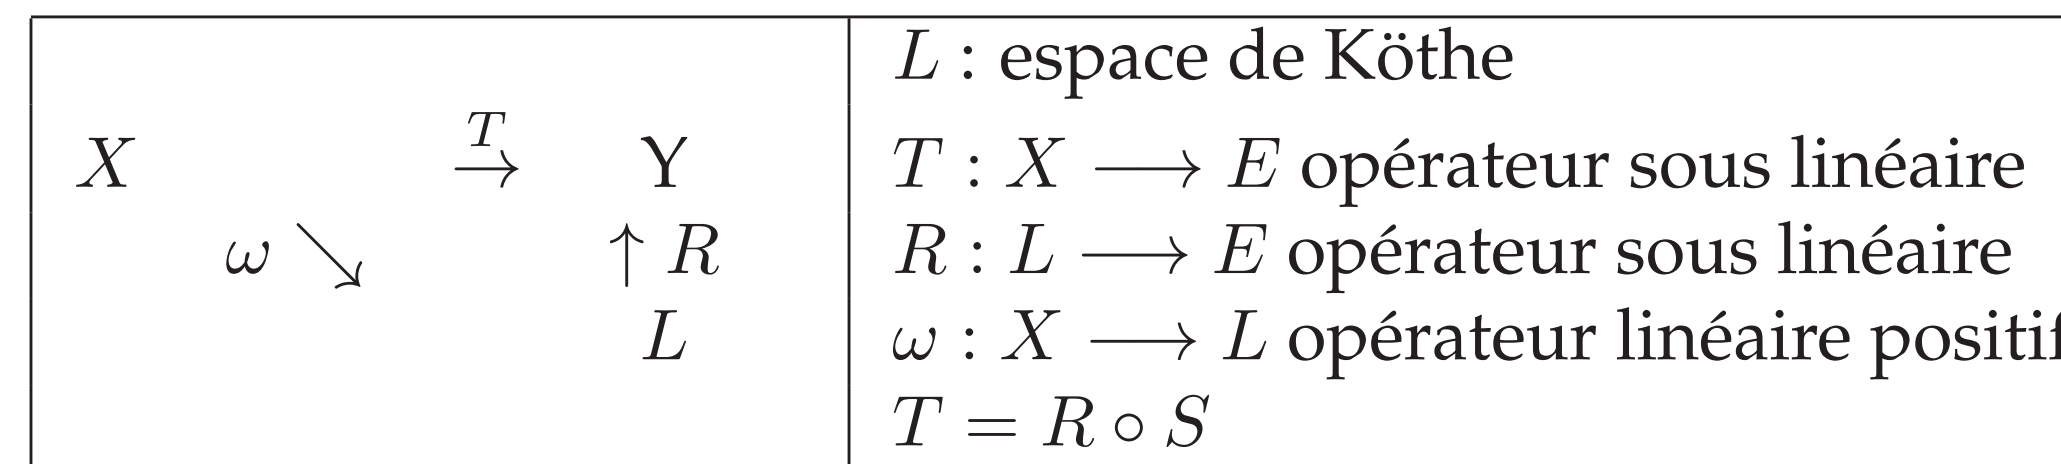 L : espace de Köthe
X T → Y
T : X ⟶ E opérateur sous linéaire
ω ↘ ↑ R
R : L ⟶ E opérateur sous linéaire
L
ω : X ⟶ L opérateur linéaire positif
T = R ∘ S